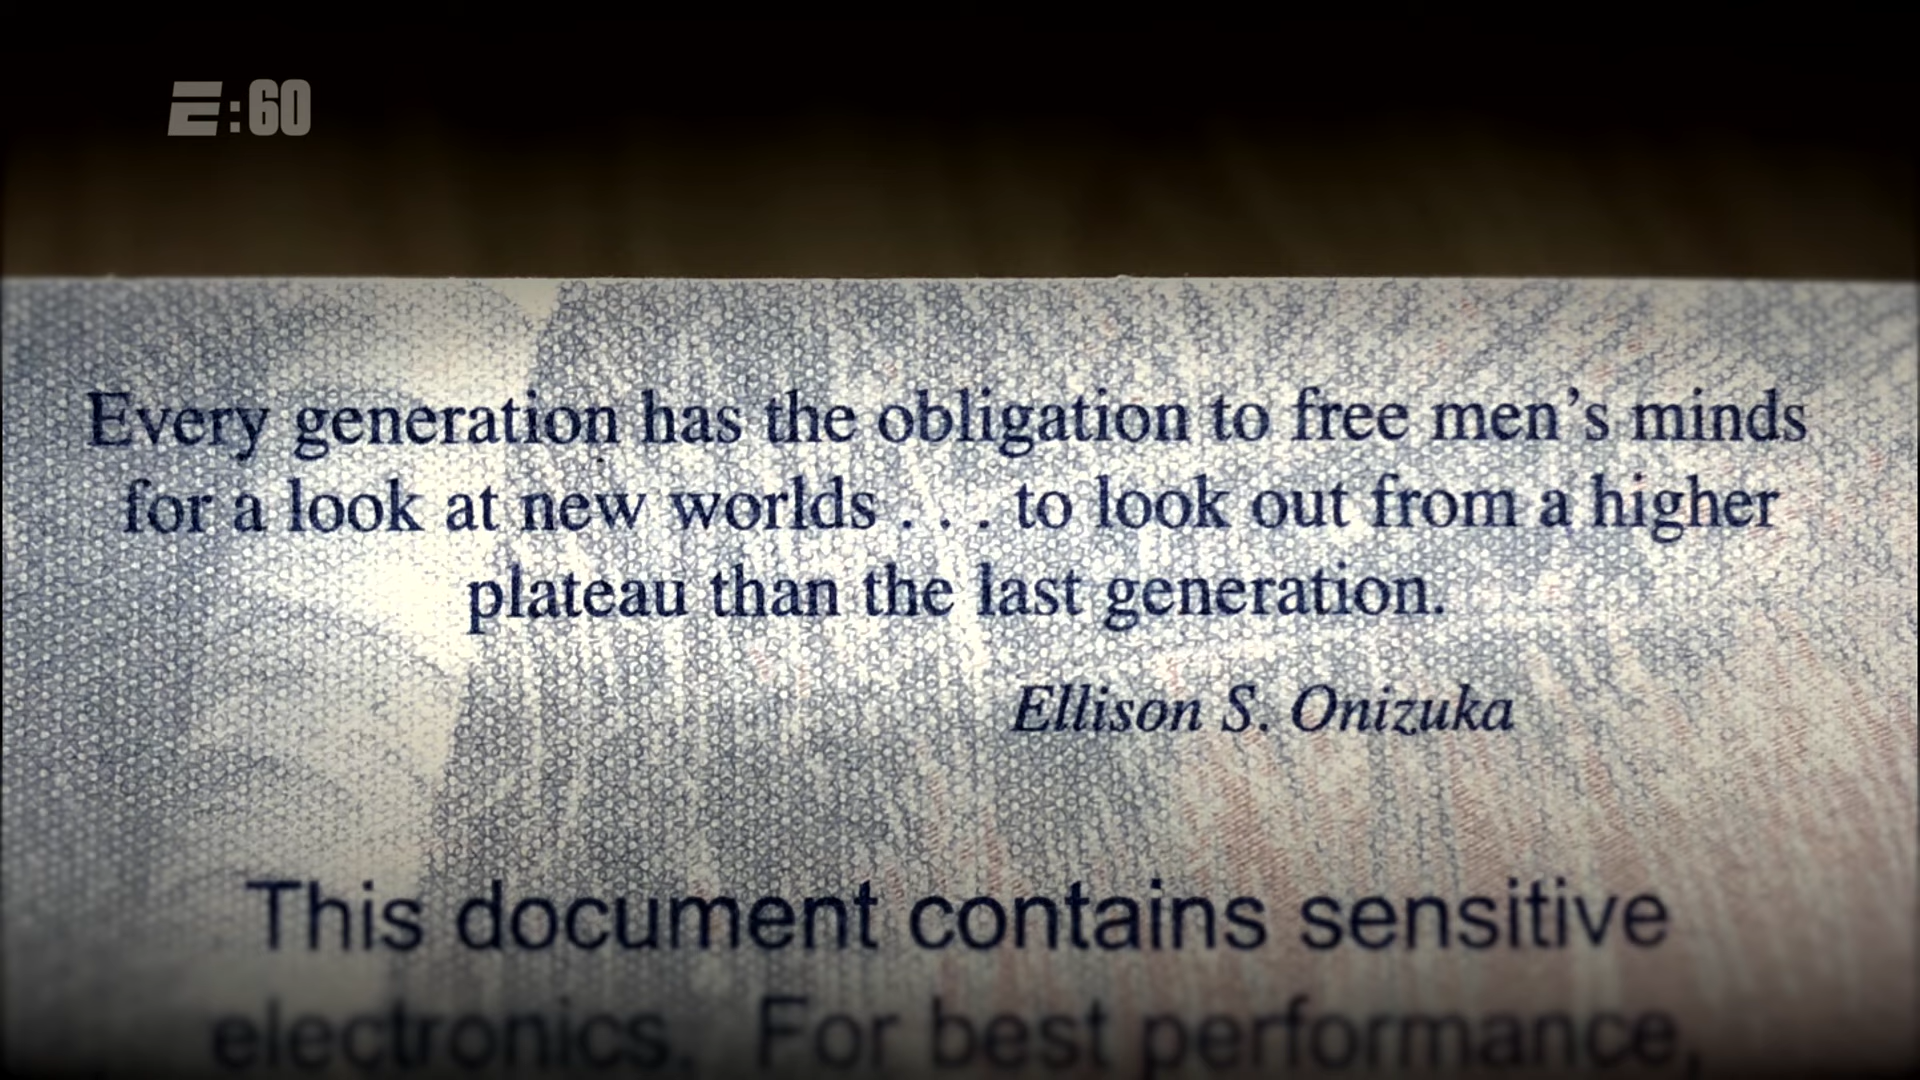 E:60
Every generation has the obligation to free men's minds
for a look at new worlds . . . to look out from a higher
plateau than the last generation.
Ellison S. Onizuka
This document contains sensitive
electronics. For best performance,